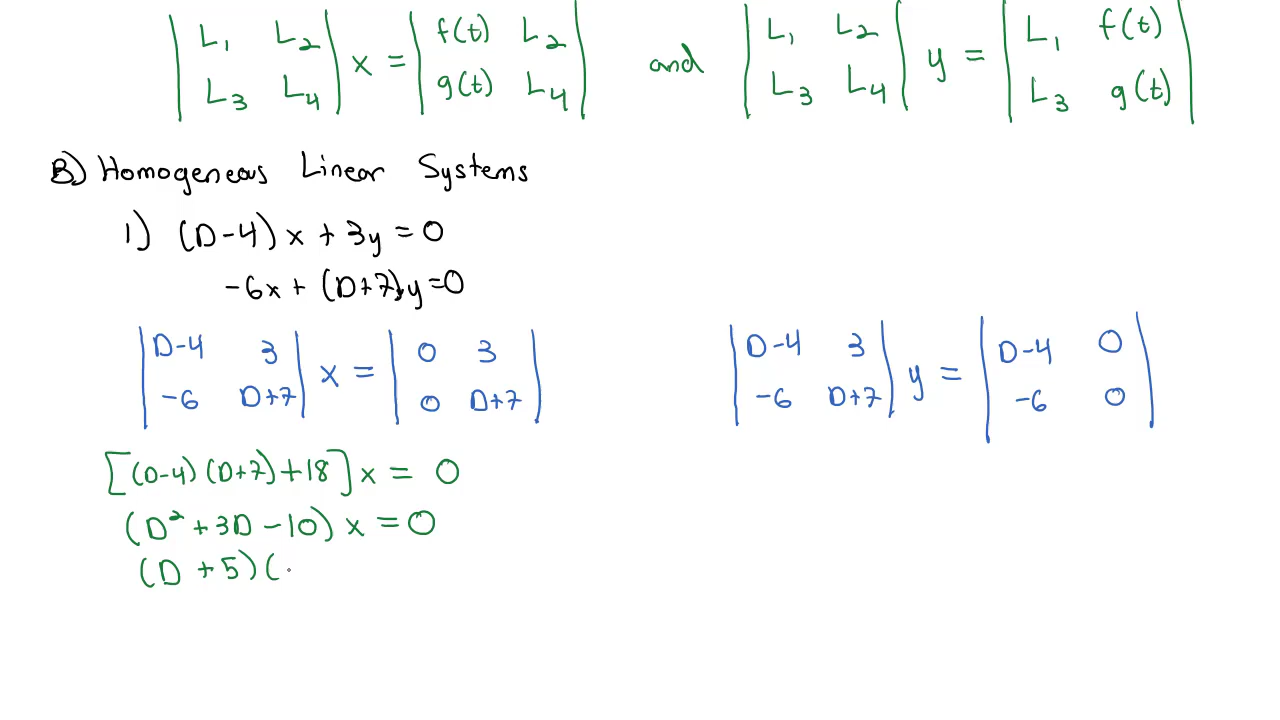 | L₁ L₂ | x = | f(t) L₂ | and | L₁ L₂ | y = | L₁ f(t) |
| L₃ L₄ | | g(t) L₄ | | L₃ L₄ | | L₃ g(t) |
B) Homogeneous Linear Systems
1) (D-4)x + 3y = 0
-6x + (D+7)y = 0
| D-4 3 | x = | 0 3 | | D-4 3 | y = | D-4 0 |
| -6 D+7 | | 0 D+7 | | -6 D+7 | | -6 0 |
[(D-4)(D+7)+18]x = 0
(D² + 3D - 10)x = 0
(D + 5)(